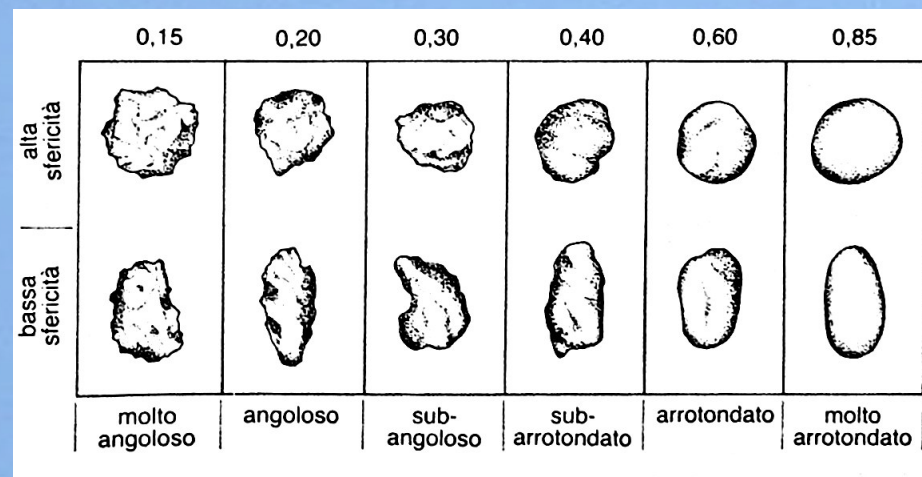 0,15 0,20 0,30 0,40 0,60 0,85
alta
sfericità
bassa
sfericità
molto
angoloso
angoloso
sub-
angoloso
sub-
arrotondato
arrotondato
molto
arrotondato